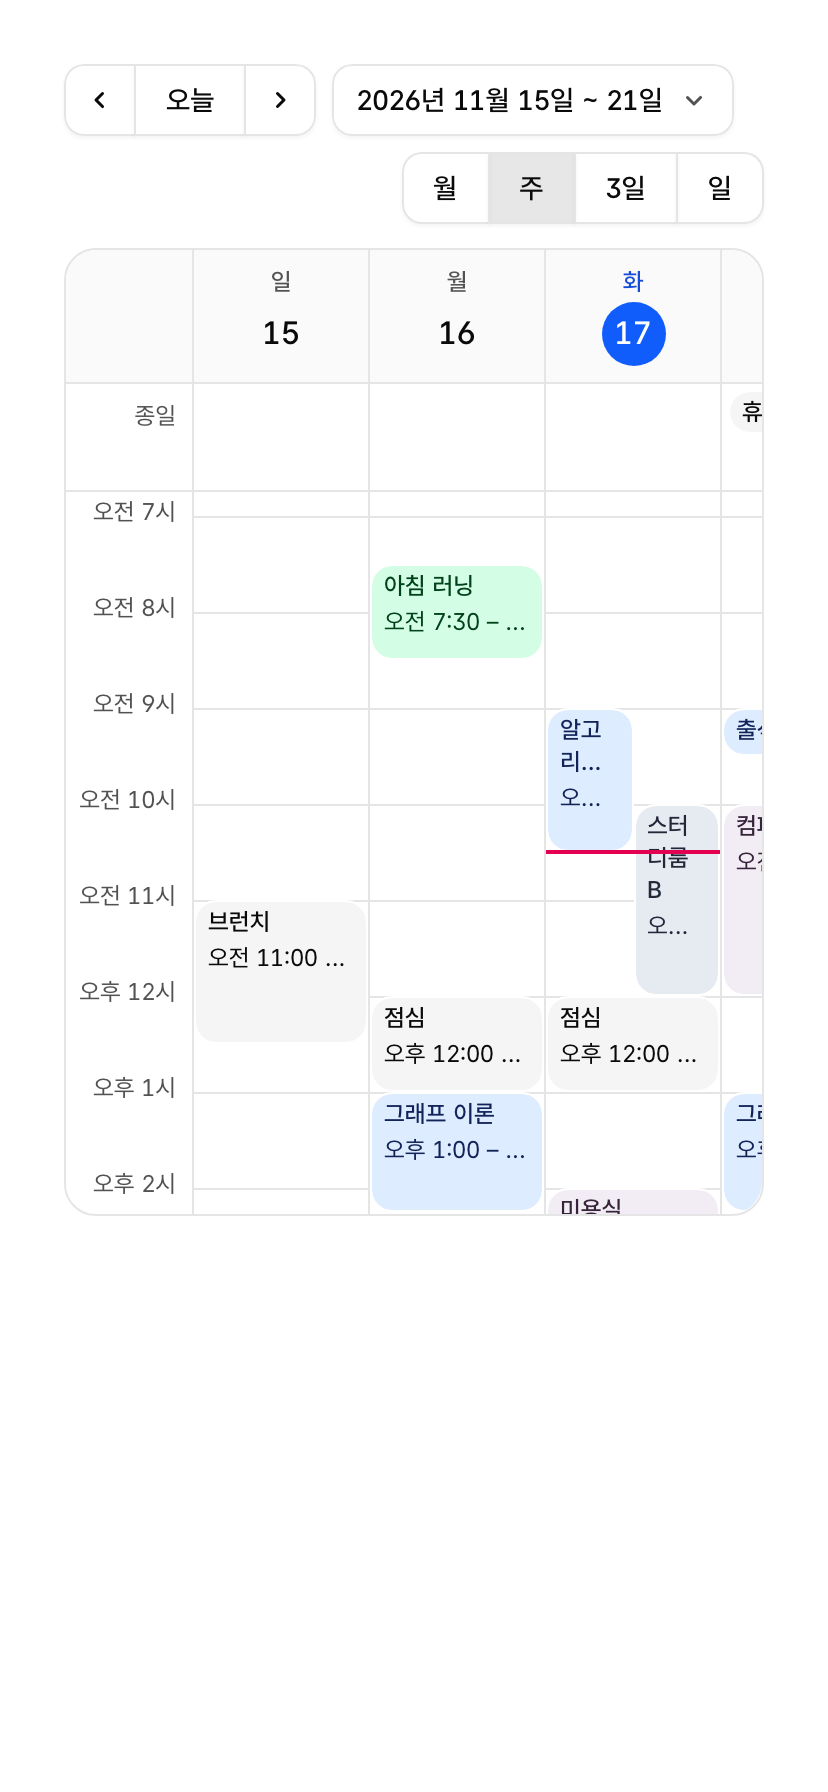 오늘
2026년 11월 15일 ~ 21일
월
주
3일
일
일
15
월
16
화
17
종일
휴
오전 7시
아침 러닝
오전 7:30 – ...
오전 8시
오전 9시
알고
리...
오...
오전 10시
스터
디룸
B
오...
오전 11시
브런치
오전 11:00 ...
오후 12시
점심
오후 12:00 ...
점심
오후 12:00 ...
오후 1시
그래프 이론
오후 1:00 – ...
오후 2시
미용실